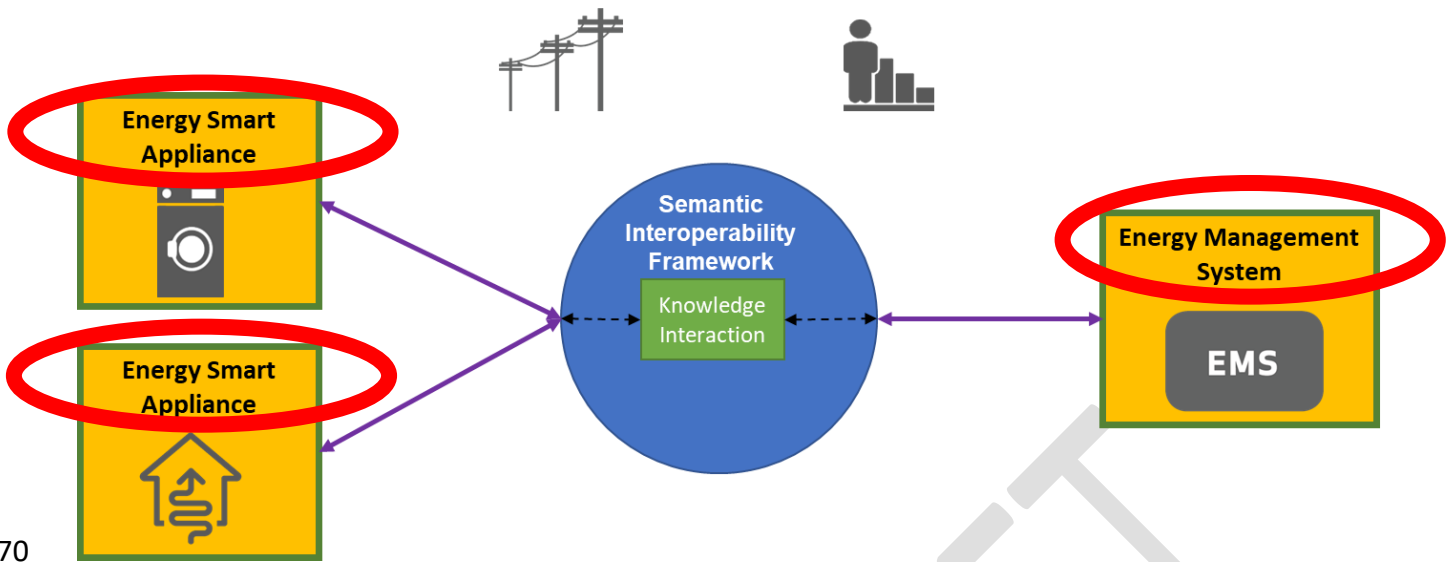 Energy Smart
Appliance
Semantic
Interoperability
Framework
Knowledge
Interaction
Energy Management
System
EMS
Energy Smart
Appliance
70